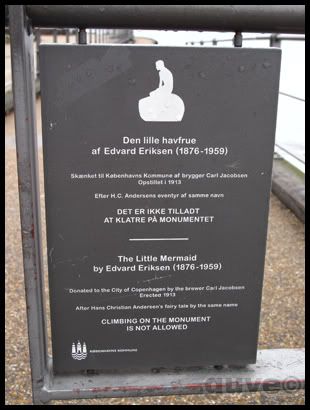 Den lille havfrue
af Edvard Eriksen (1876-1959)
Skænket til Københavns Kommune af brygger Carl Jacobsen
Opstillet i 1913
Efter H.C. Andersens eventyr af samme navn
DET ER IKKE TILLADT
AT KLATRE PÅ MONUMENTET
The Little Mermaid
by Edvard Eriksen (1876-1959)
Donated to the City of Copenhagen by the brewer Carl Jacobsen
Erected 1913
After Hans Christian Andersen's fairy tale by the same name
CLIMBING ON THE MONUMENT
IS NOT ALLOWED
KØBENHAVNS KOMMUNE